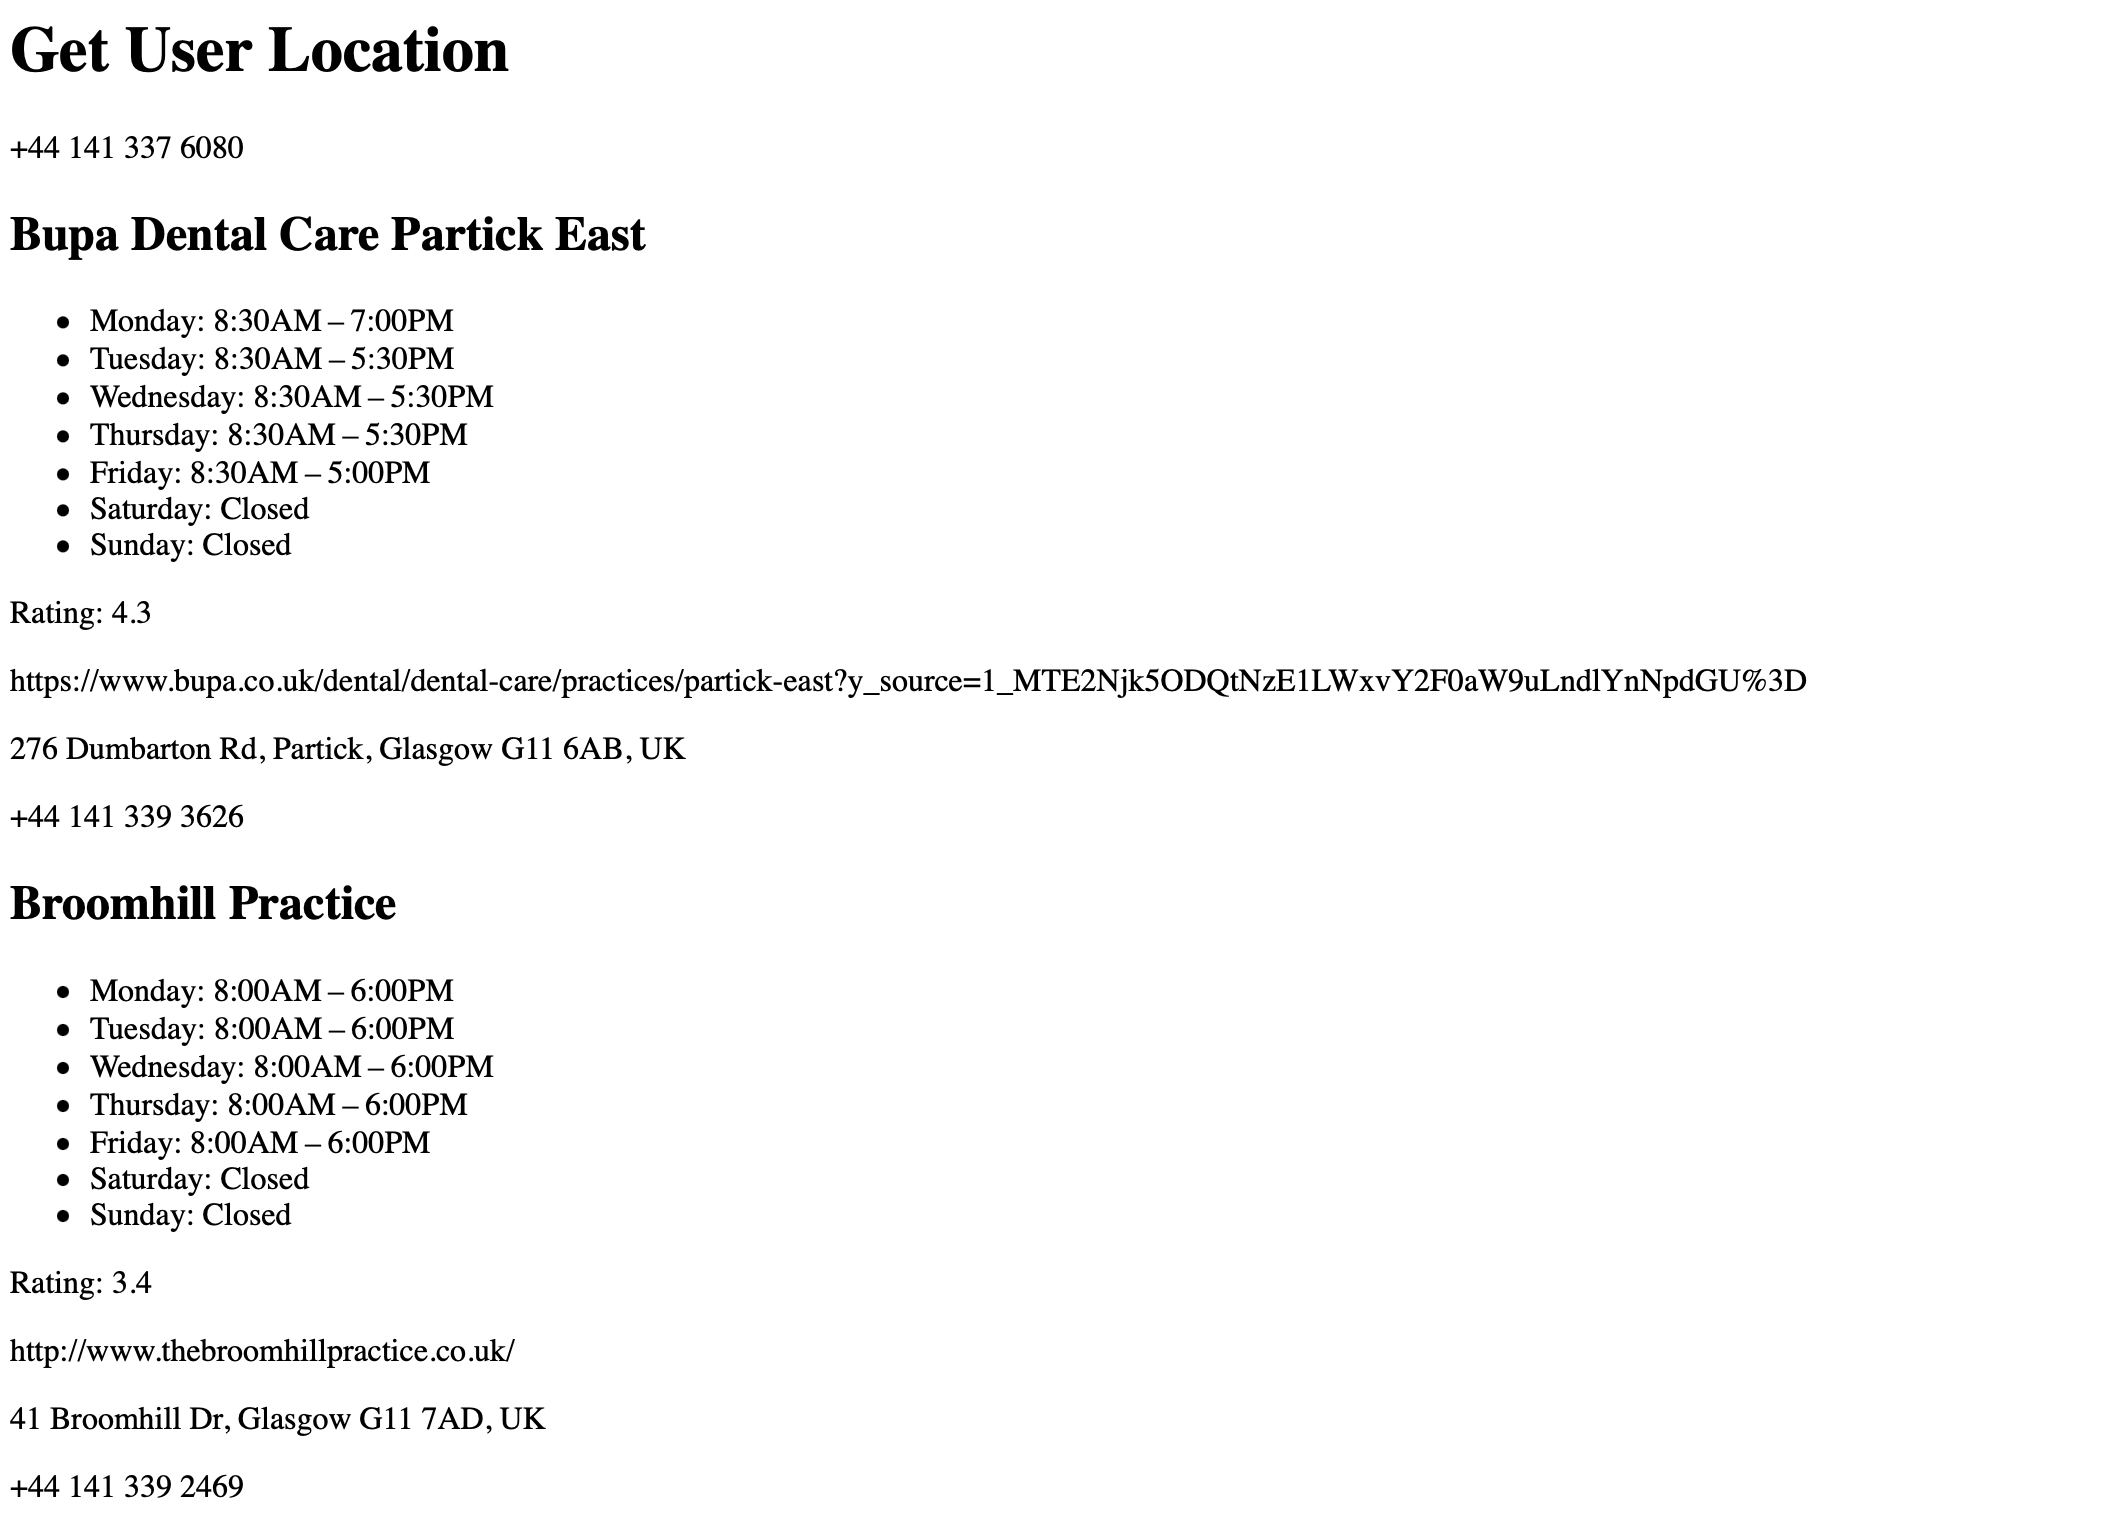 Get User Location
+44 141 337 6080
Bupa Dental Care Partick East
Monday: 8:30AM – 7:00PM
Tuesday: 8:30AM – 5:30PM
Wednesday: 8:30AM – 5:30PM
Thursday: 8:30AM – 5:30PM
Friday: 8:30AM – 5:00PM
Saturday: Closed
Sunday: Closed
Rating: 4.3
https://www.bupa.co.uk/dental/dental-care/practices/partick-east?y_source=1_MTE2Njk5ODQtNzE1LWxvY2F0aW9uLndlYnNpdGU%3D
276 Dumbarton Rd, Partick, Glasgow G11 6AB, UK
+44 141 339 3626
Broomhill Practice
Monday: 8:00AM – 6:00PM
Tuesday: 8:00AM – 6:00PM
Wednesday: 8:00AM – 6:00PM
Thursday: 8:00AM – 6:00PM
Friday: 8:00AM – 6:00PM
Saturday: Closed
Sunday: Closed
Rating: 3.4
http://www.thebroomhillpractice.co.uk/
41 Broomhill Dr, Glasgow G11 7AD, UK
+44 141 339 2469